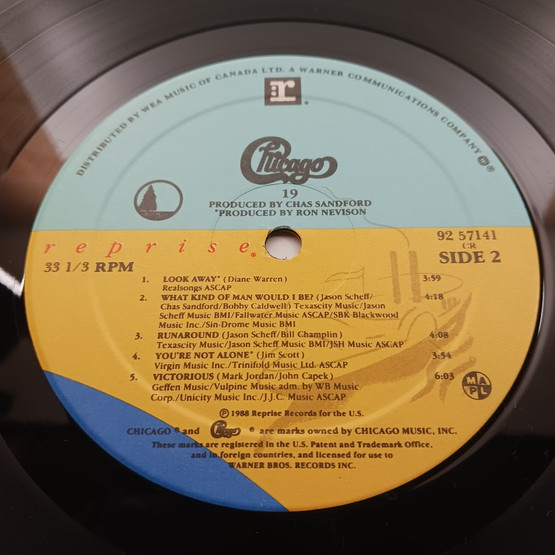 DISTRIBUTED BY WEA MUSIC OF CANADA LTD. A WARNER COMMUNICATIONS COMPANY
r ®
Chicago
19
PRODUCED BY CHAS SANDFORD
*PRODUCED BY RON NEVISON
reprise®
33 1/3 RPM
92 57141
CR
SIDE 2
1. LOOK AWAY* (Diane Warren) 3:59
Realsongs ASCAP
2. WHAT KIND OF MAN WOULD I BE? (Jason Scheff/ 4:18
Chas Sandford/Bobby Caldwell) Texascity Music/Jason
Scheff Music BMI/Fallwater Music ASCAP/SBK Blackwood
Music Inc./Sin-Drome Music BMI
3. RUNAROUND (Jason Scheff/Bill Champlin) 4:08
Texascity Music/Jason Scheff Music BMI/JSH Music ASCAP
4. YOU'RE NOT ALONE* (Jim Scott) 3:54
Virgin Music Inc./Trinifold Music Ltd. ASCAP
5. VICTORIOUS (Mark Jordan/John Capek) 6:03
Geffen Music/Vulpine Music adm. by WB Music
Corp./Unicity Music Inc./J.J.C. Music ASCAP
MAPL
℗ 1988 Reprise Records for the U.S.
CHICAGO ® and Chicago ® are marks owned by CHICAGO MUSIC, INC.
These marks are registered in the U.S. Patent and Trademark Office,
and in foreign countries, and licensed for use to
WARNER BROS. RECORDS INC.